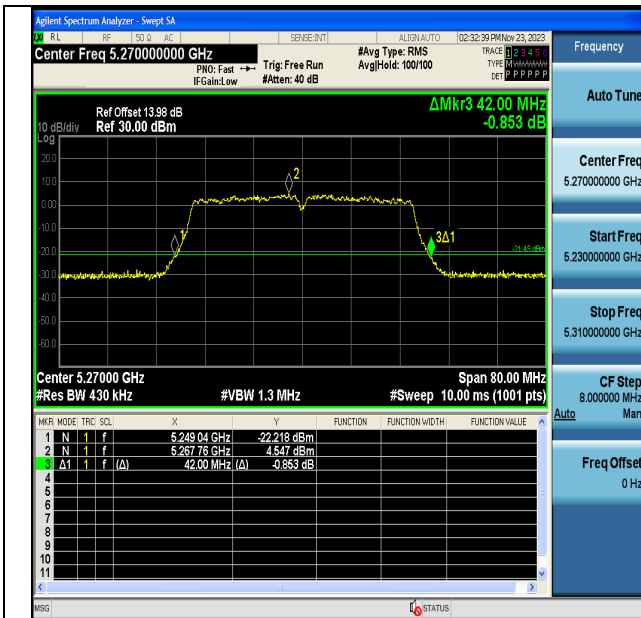 Agilent Spectrum Analyzer - Swept SA
RL RF 50 Ω AC SENSE:INT ALIGN AUTO 02:32:39 PM Nov 23, 2023
Center Freq 5.270000000 GHz
PNO: Fast
IFGain:Low
Trig: Free Run
#Atten: 40 dB
#Avg Type: RMS
Avg|Hold: 100/100
TRACE 1 2 3 4 5 6
TYPE MWWWWW
DET P P P P P P
Ref Offset 13.98 dB
10 dB/div Ref 30.00 dBm
Log
ΔMkr3 42.00 MHz
-0.853 dB
20.0
10.0
0.00
-10.0
-20.0
-30.0
-40.0
-50.0
-60.0
1
2
3Δ1
-21.45 dBm
Center 5.27000 GHz Span 80.00 MHz
#Res BW 430 kHz #VBW 1.3 MHz #Sweep 10.00 ms (1001 pts)
MKR MODE TRC SCL X Y FUNCTION FUNCTION WIDTH FUNCTION VALUE
1 N 1 f 5.249 04 GHz -22.218 dBm
2 N 1 f 5.267 76 GHz 4.547 dBm
3 Δ1 1 f (Δ) 42.00 MHz (Δ) -0.853 dB
4
5
6
7
8
9
10
11
MSG STATUS
Frequency
Auto Tune
Center Freq
5.270000000 GHz
Start Freq
5.230000000 GHz
Stop Freq
5.310000000 GHz
CF Step
8.000000 MHz
Auto Man
Freq Offset
0 Hz